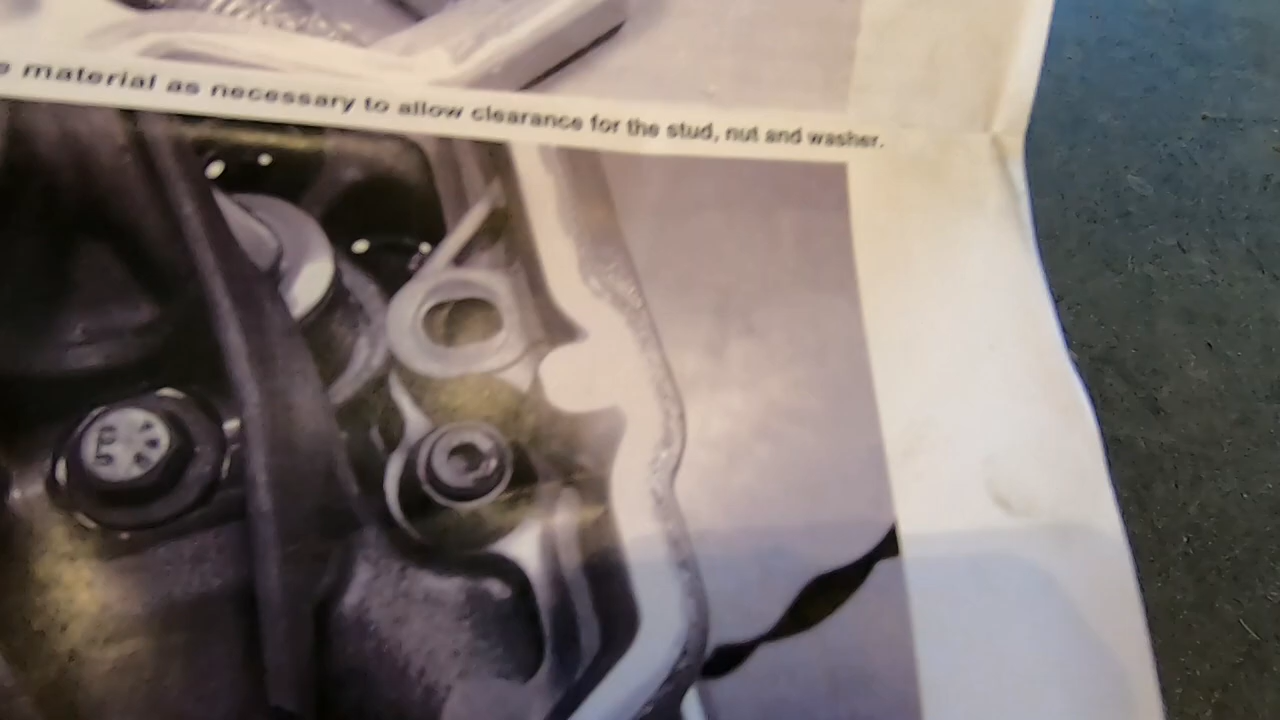 material as necessary to allow clearance for the stud, nut and washer.